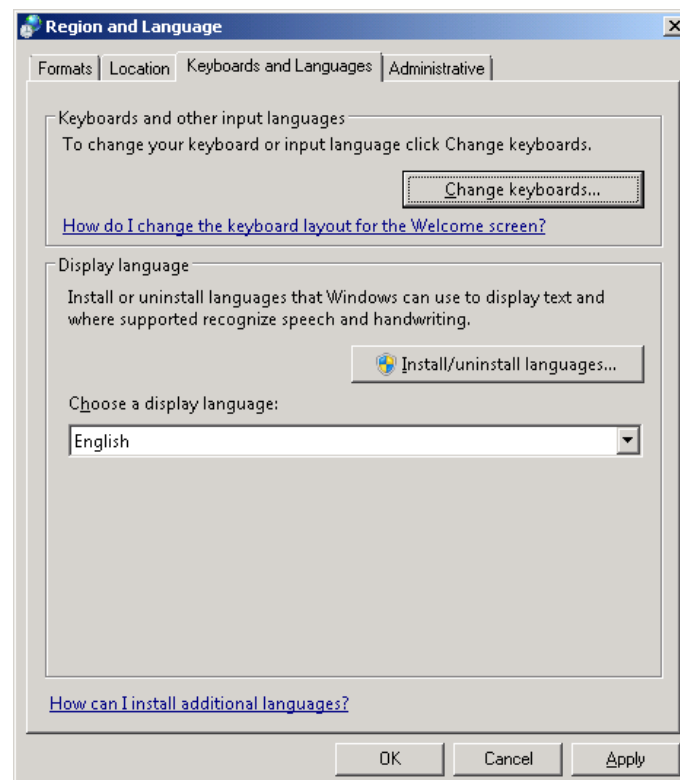 Region and Language
Formats Location Keyboards and Languages Administrative
Keyboards and other input languages
To change your keyboard or input language click Change keyboards.
Change keyboards...
How do I change the keyboard layout for the Welcome screen?
Display language
Install or uninstall languages that Windows can use to display text and
where supported recognize speech and handwriting.
Install/uninstall languages...
Choose a display language:
English
How can I install additional languages?
OK Cancel Apply